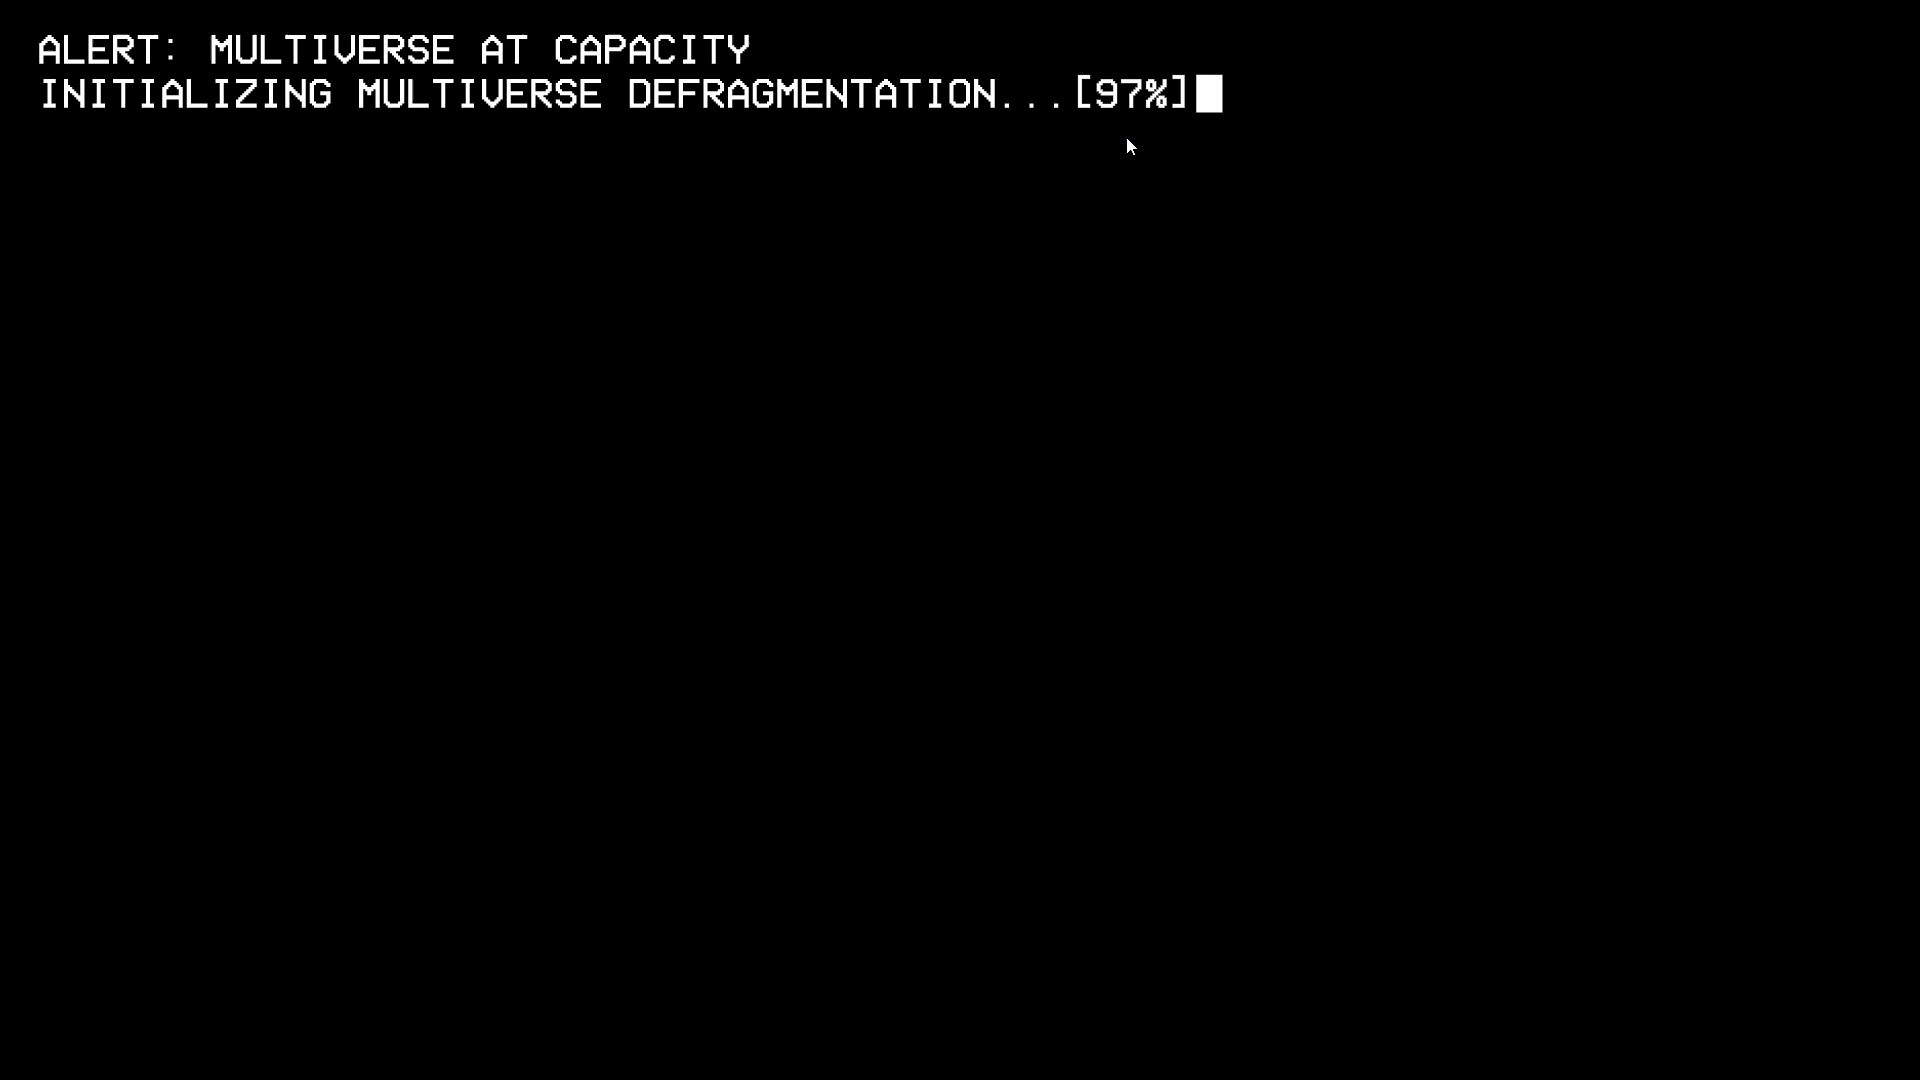 ALERT: MULTIVERSE AT CAPACITY
INITIALIZING MULTIVERSE DEFRAGMENTATION...[97%]